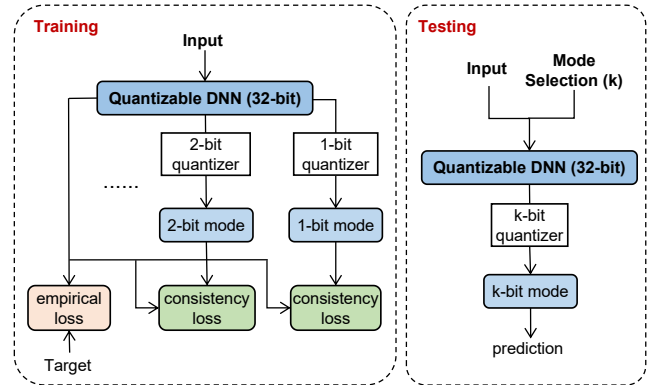 Training
Input
Quantizable DNN (32-bit)
2-bit
quantizer
1-bit
quantizer
......
2-bit mode
1-bit mode
empirical
loss
consistency
loss
consistency
loss
Target
Testing
Input
Mode
Selection (k)
Quantizable DNN (32-bit)
k-bit
quantizer
k-bit mode
prediction